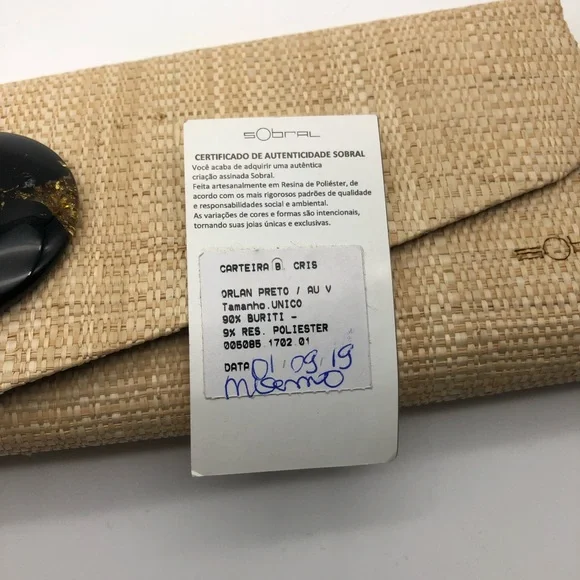 sobral
CERTIFICADO DE AUTENTICIDADE SOBRAL
Você acaba de adquirir uma autêntica
criação assinada Sobral.
Feita artesanalmente em Resina de Poliéster, de
acordo com os mais rigorosos padrões de qualidade
e responsabilidades social e ambiental.
As variações de cores e formas são intencionais,
tornando suas joias únicas e exclusivas.
CARTEIRA B. CRIS
ORLAN PRETO / AU V
Tamanho.UNICO
90% BURITI -
9% RES. POLIESTER
005085 1702 01
DATA 01/09/19